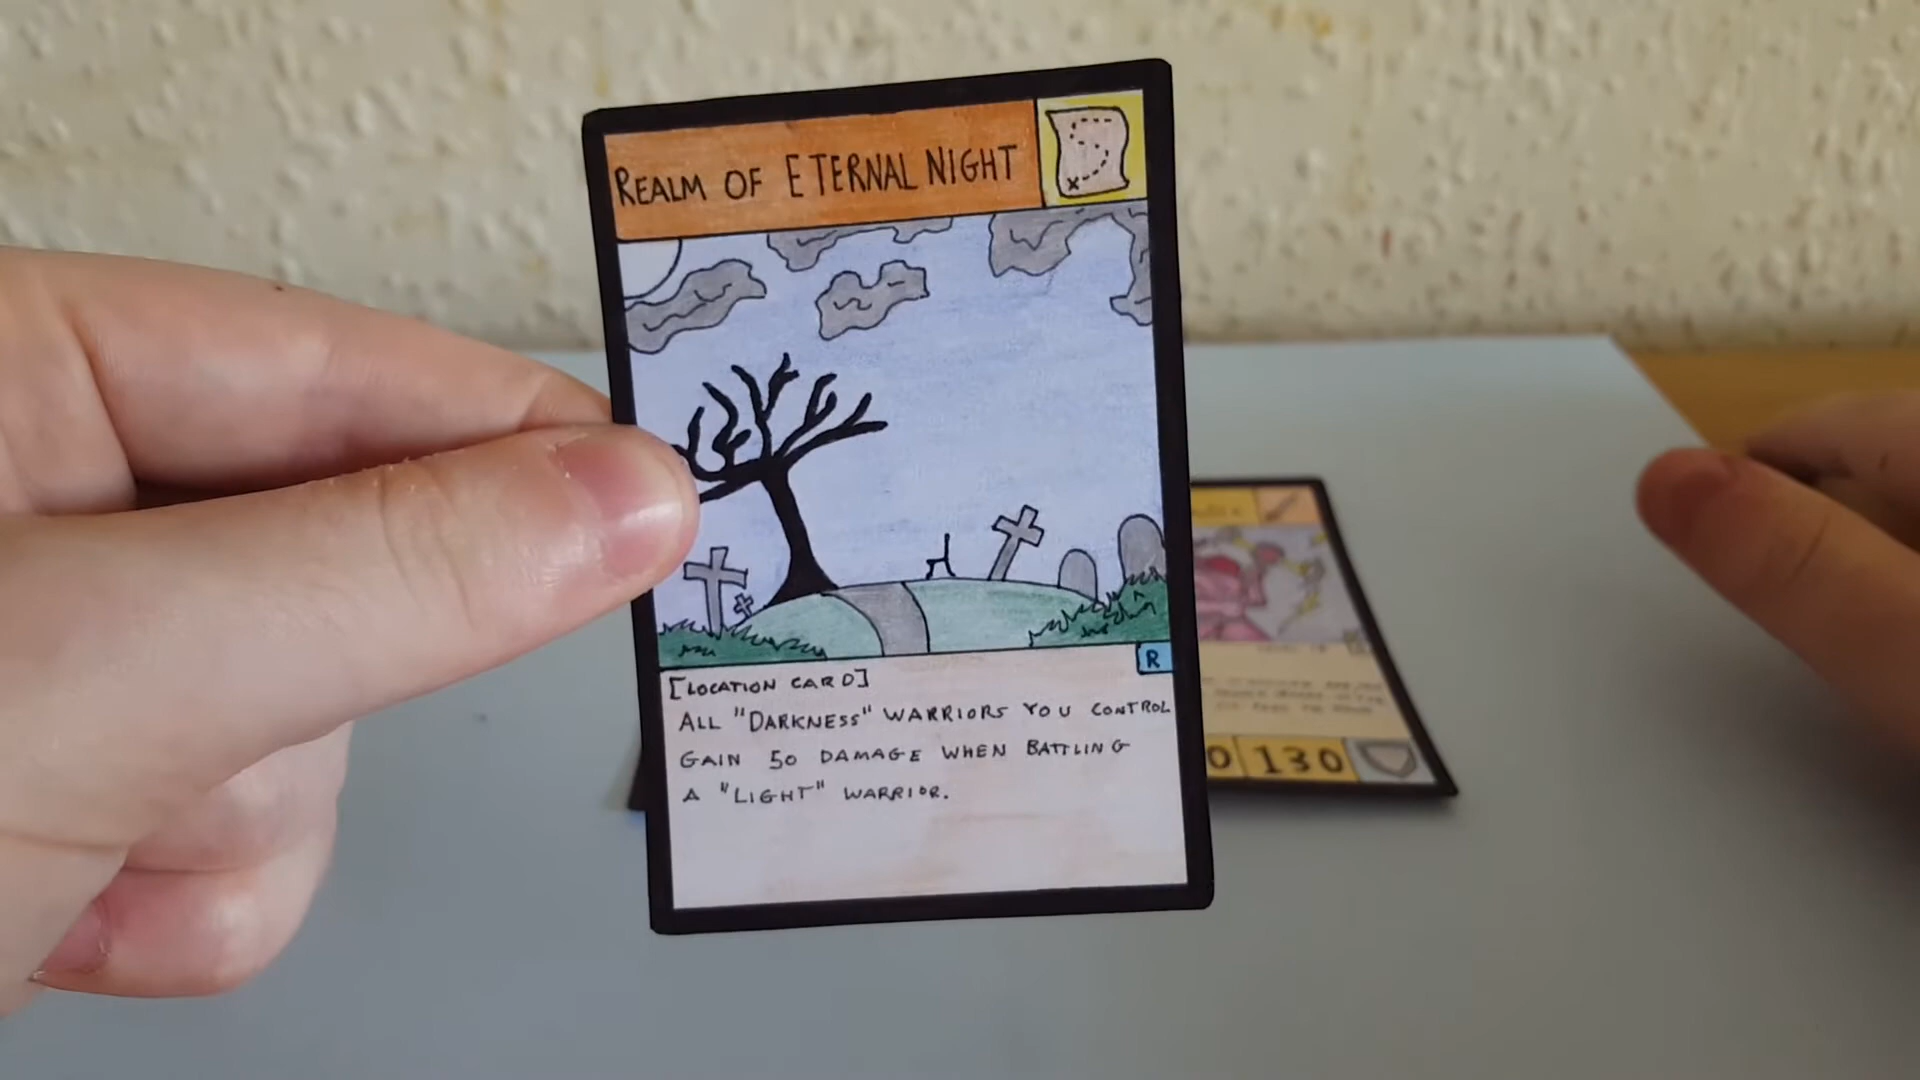 REALM OF ETERNAL NIGHT
R
[LOCATION CARD]
ALL "DARKNESS" WARRIORS YOU CONTROL
GAIN 50 DAMAGE WHEN BATTLING
A "LIGHT" WARRIOR.
0 130